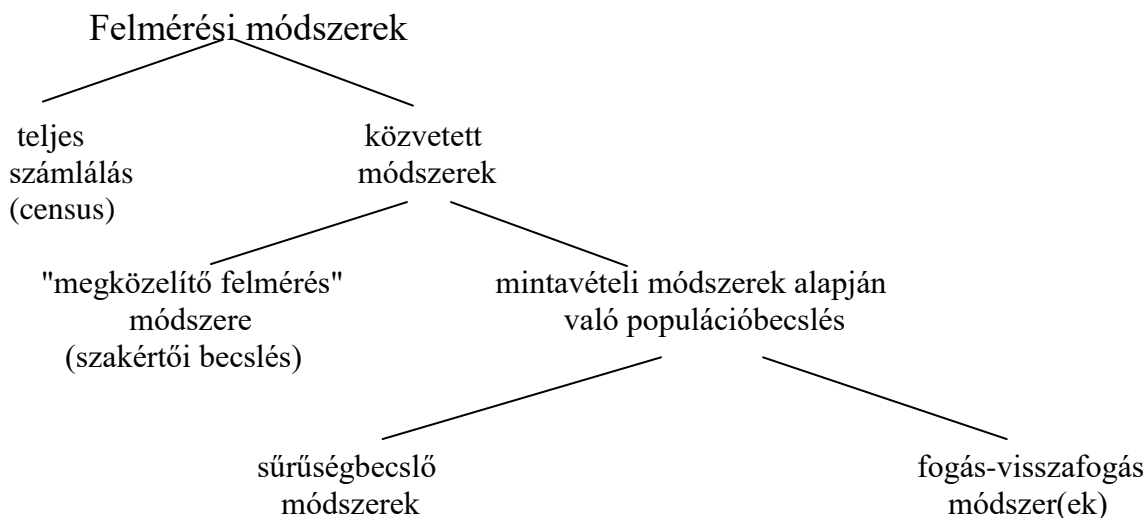 Felmérési módszerek
teljes
számlálás
(census)
közvetett
módszerek
"megközelítő felmérés"
módszere
(szakértői becslés)
mintavételi módszerek alapján
való populációbecslés
sűrűségbecslő
módszerek
fogás-visszafogás
módszer(ek)